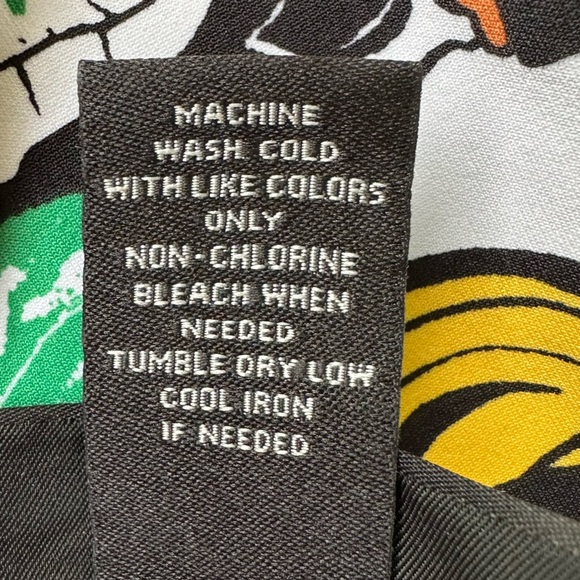 MACHINE
WASH COLD
WITH LIKE COLORS
ONLY
NON-CHLORINE
BLEACH WHEN
NEEDED
TUMBLE DRY LOW
COOL IRON
IF NEEDED